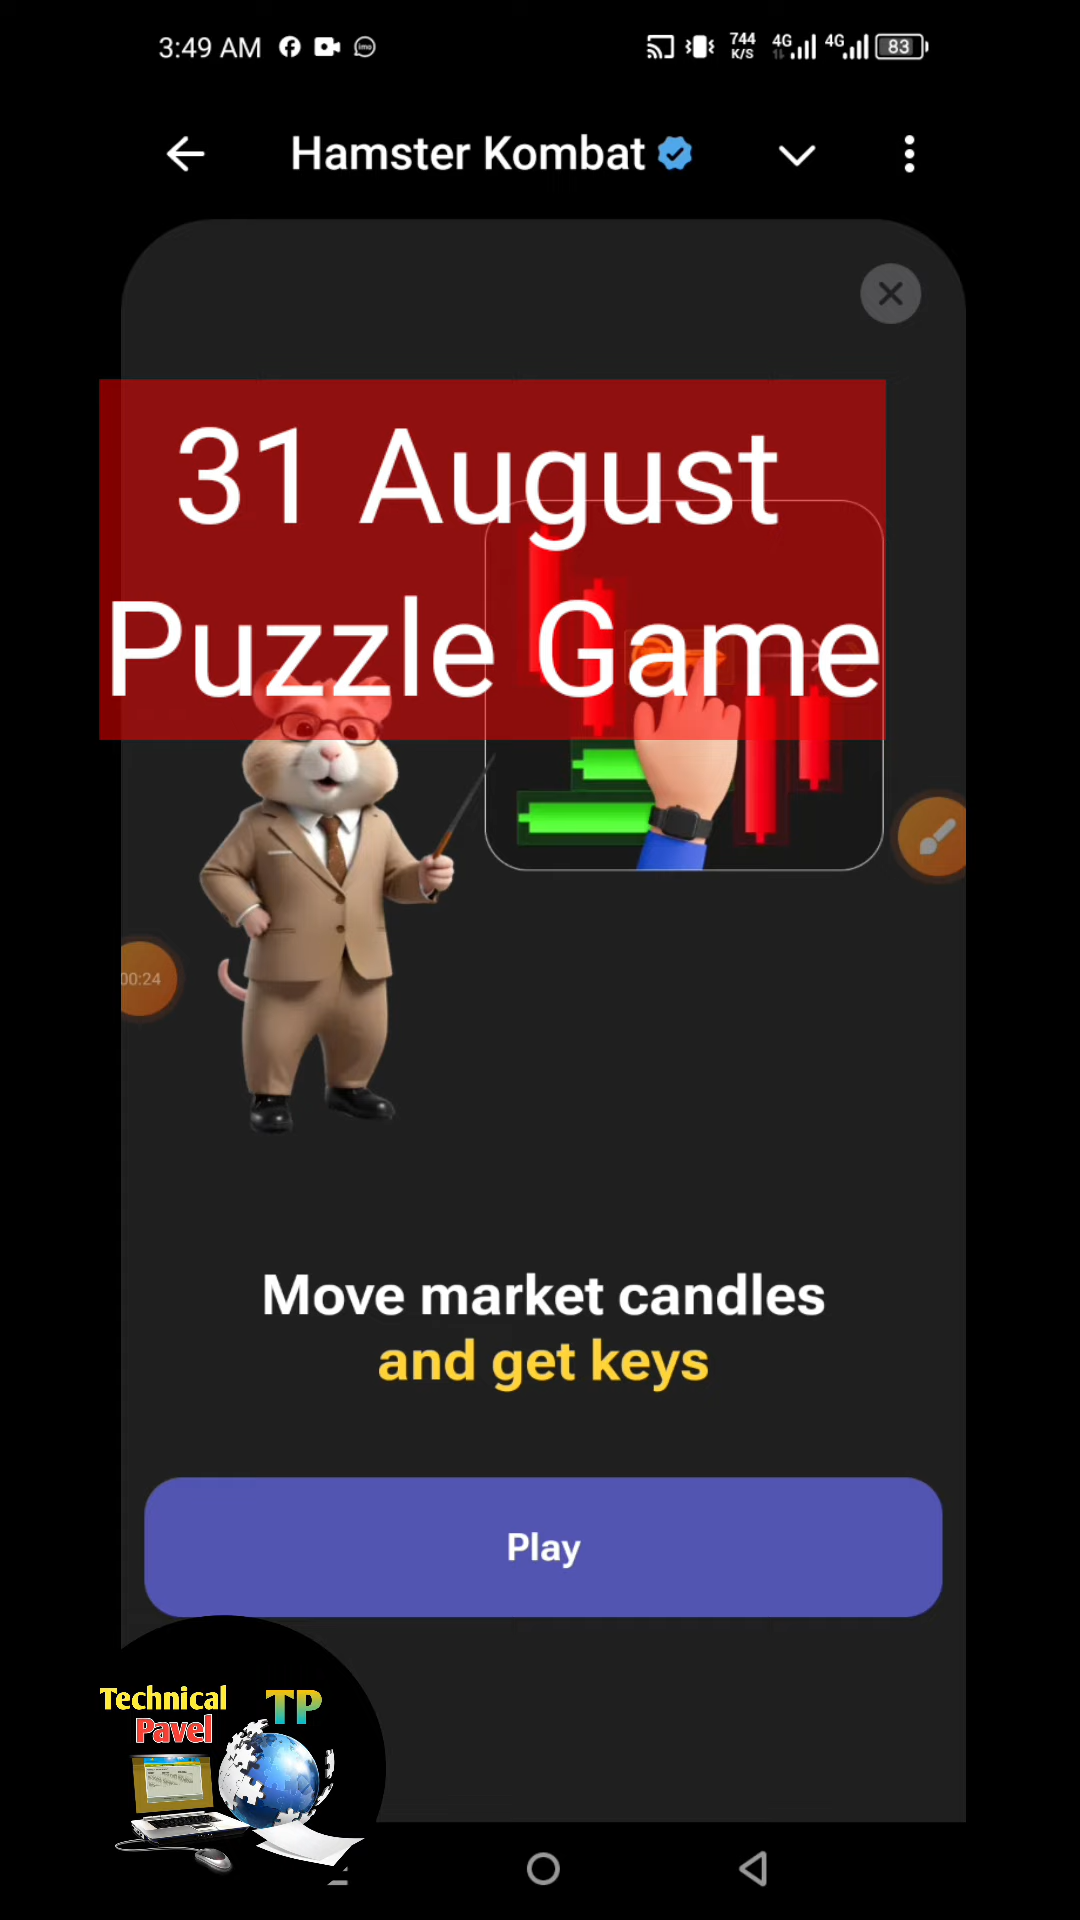 3:49 AM
744
K/S
4G
4G
83
Hamster Kombat
31 August
Puzzle Game
00:24
Move market candles
and get keys
Play
Technical
Pavel
TP